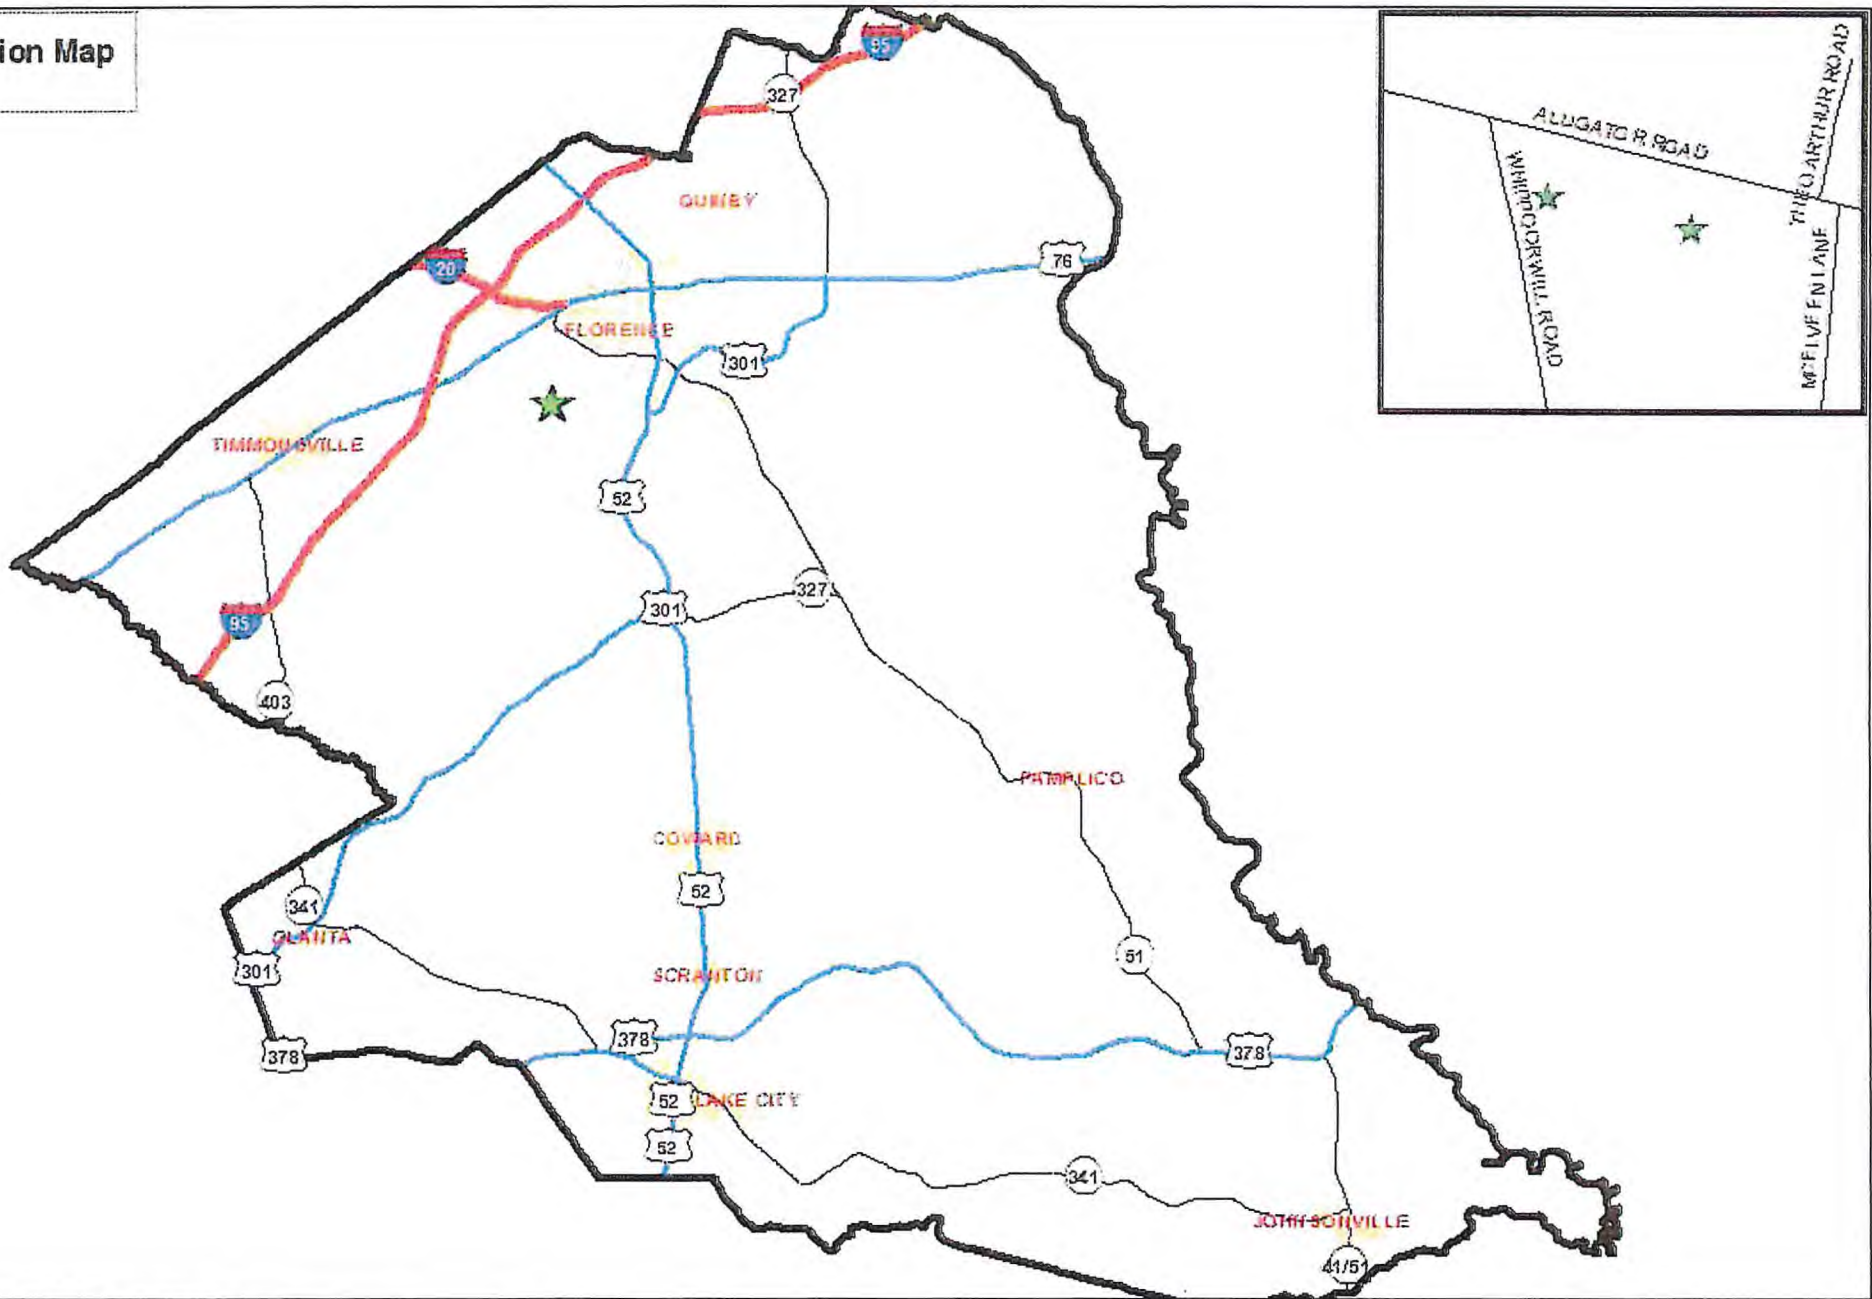 ion Map
95
327
QUINBY
20
76
FLORENCE
301
TIMMONSVILLE
52
301
327
95
403
PAMPLICO
COWARD
52
341
OLANTA
301
SCRANTON
51
378
378
378
52
LAKE CITY
52
341
JOHNSONVILLE
41/51
ALLIGATOR ROAD
THEO ARTHUR ROAD
ROAD
MCELVEEN LANE